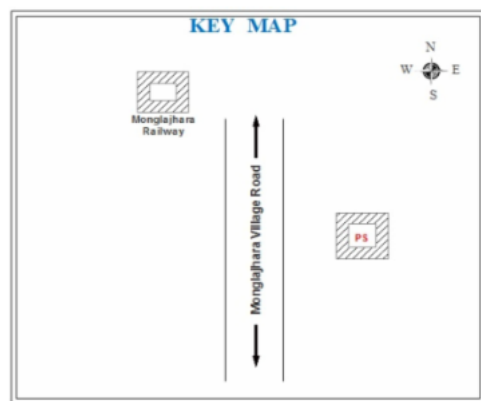 KEY MAP
N
W E
S
Monglajhara
Railway
Monglajhara Village Road
PS